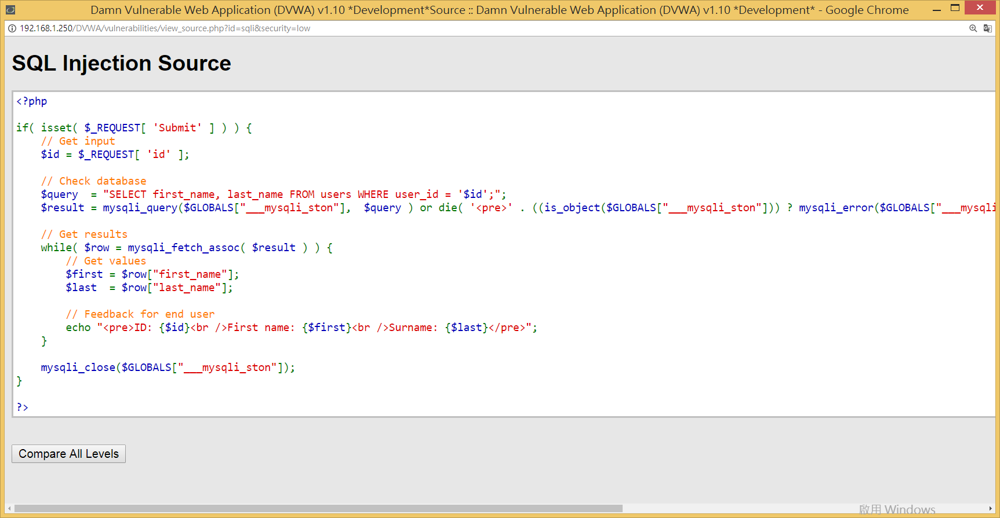 Damn Vulnerable Web Application (DVWA) v1.10 *Development*Source :: Damn Vulnerable Web Application (DVWA) v1.10 *Development* - Google Chrome
192.168.1.250/DVWA/vulnerabilities/view_source.php?id=sqli&security=low
SQL Injection Source
<?php
if( isset( $_REQUEST[ 'Submit' ] ) ) {
    // Get input
    $id = $_REQUEST[ 'id' ];
    // Check database
    $query  = "SELECT first_name, last_name FROM users WHERE user_id = '$id';";
    $result = mysqli_query($GLOBALS["___mysqli_ston"],  $query ) or die( '<pre>' . ((is_object($GLOBALS["___mysqli_ston"])) ? mysqli_error($GLOBALS["___mysqli
    // Get results
    while( $row = mysqli_fetch_assoc( $result ) ) {
        // Get values
        $first = $row["first_name"];
        $last  = $row["last_name"];
        // Feedback for end user
        echo "<pre>ID: {$id}<br />First name: {$first}<br />Surname: {$last}</pre>";
    }
    mysqli_close($GLOBALS["___mysqli_ston"]);
}
?>
Compare All Levels
啟用 Windows